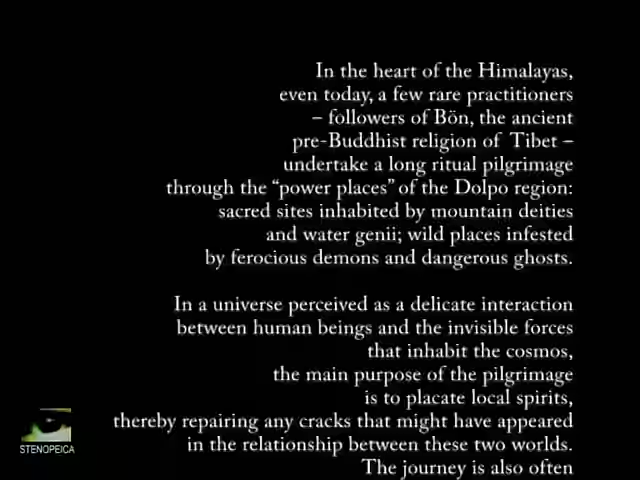 In the heart of the Himalayas,
even today, a few rare practitioners
– followers of Bön, the ancient
pre-Buddhist religion of Tibet –
undertake a long ritual pilgrimage
through the “power places” of the Dolpo region:
sacred sites inhabited by mountain deities
and water genii; wild places infested
by ferocious demons and dangerous ghosts.
In a universe perceived as a delicate interaction
between human beings and the invisible forces
that inhabit the cosmos,
the main purpose of the pilgrimage
is to placate local spirits,
thereby repairing any cracks that might have appeared
in the relationship between these two worlds.
The journey is also often
STENOPEICA